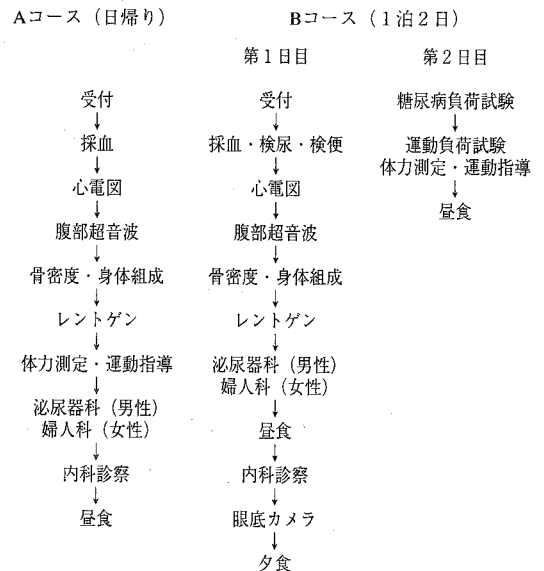 Aコース（日帰り）
受付
↓
採血
↓
心電図
↓
腹部超音波
↓
骨密度・身体組成
↓
レントゲン
↓
体力測定・運動指導
↓
泌尿器科（男性）
婦人科（女性）
↓
内科診察
↓
昼食
Bコース（1泊2日）
第1日目
受付
↓
採血・検尿・検便
↓
心電図
↓
腹部超音波
↓
骨密度・身体組成
↓
レントゲン
↓
泌尿器科（男性）
婦人科（女性）
↓
昼食
↓
内科診察
↓
眼底カメラ
↓
夕食
第2日目
糖尿病負荷試験
↓
運動負荷試験
体力測定・運動指導
↓
昼食